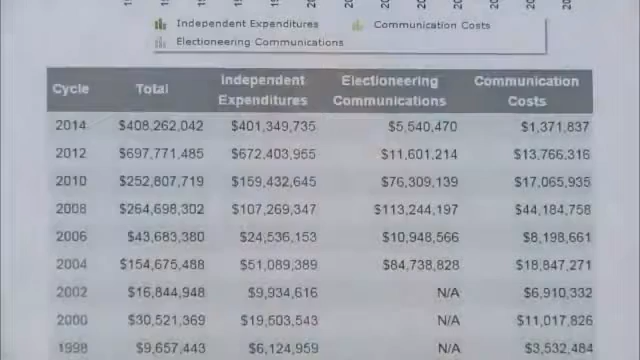 Independent Expenditures Communication Costs
Electioneering Communications
Cycle Total Independent Expenditures Electioneering Communications Communication Costs
2014 $408,262,042 $401,349,735 $5,540,470 $1,371,837
2012 $697,771,485 $672,403,955 $11,601,214 $13,766,316
2010 $252,807,719 $159,432,645 $76,309,139 $17,065,935
2008 $264,698,302 $107,269,347 $113,244,197 $44,184,758
2006 $43,683,380 $24,536,153 $10,948,566 $8,198,661
2004 $154,675,488 $51,089,389 $84,738,828 $18,847,271
2002 $16,844,948 $9,934,616 N/A $6,910,332
2000 $30,521,369 $19,503,543 N/A $11,017,826
1998 $9,657,443 $6,124,959 N/A $3,532,484